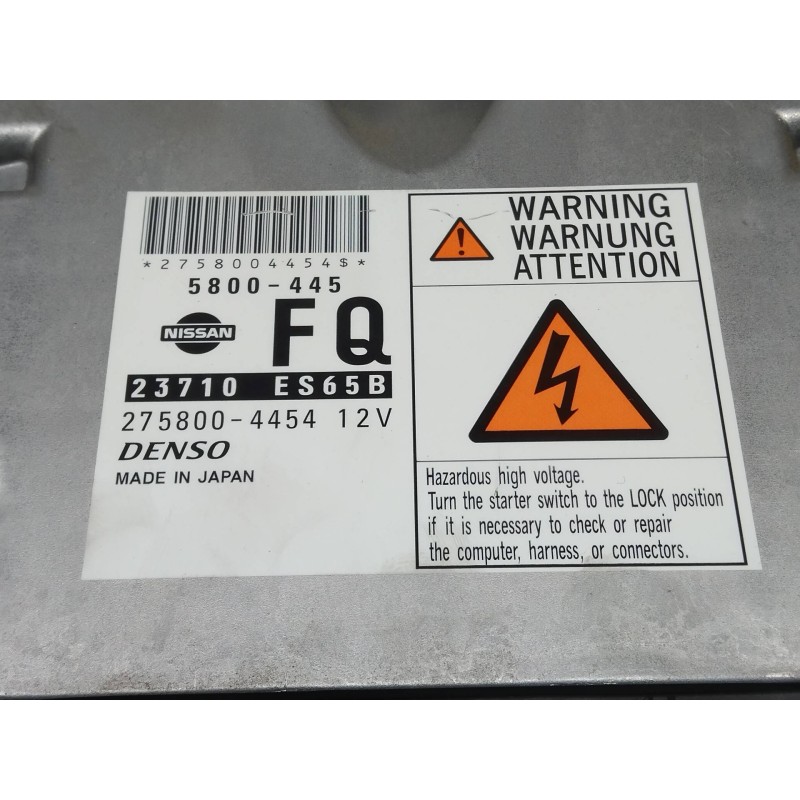 *2758004454$*
5800-445
NISSAN
FQ
23710 ES65B
275800-4454 12V
DENSO
MADE IN JAPAN
WARNING
WARNUNG
ATTENTION
Hazardous high voltage.
Turn the starter switch to the LOCK position
if it is necessary to check or repair
the computer, harness, or connectors.